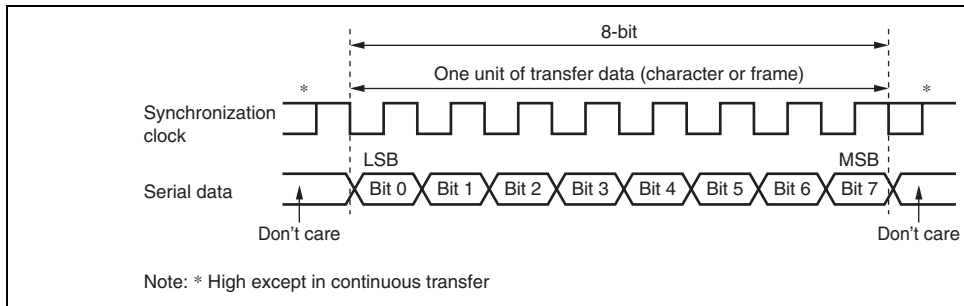 8-bit
One unit of transfer data (character or frame)
* *
Synchronization
clock
LSB MSB
Serial data Bit 0 Bit 1 Bit 2 Bit 3 Bit 4 Bit 5 Bit 6 Bit 7
Don't care Don't care
Note: * High except in continuous transfer